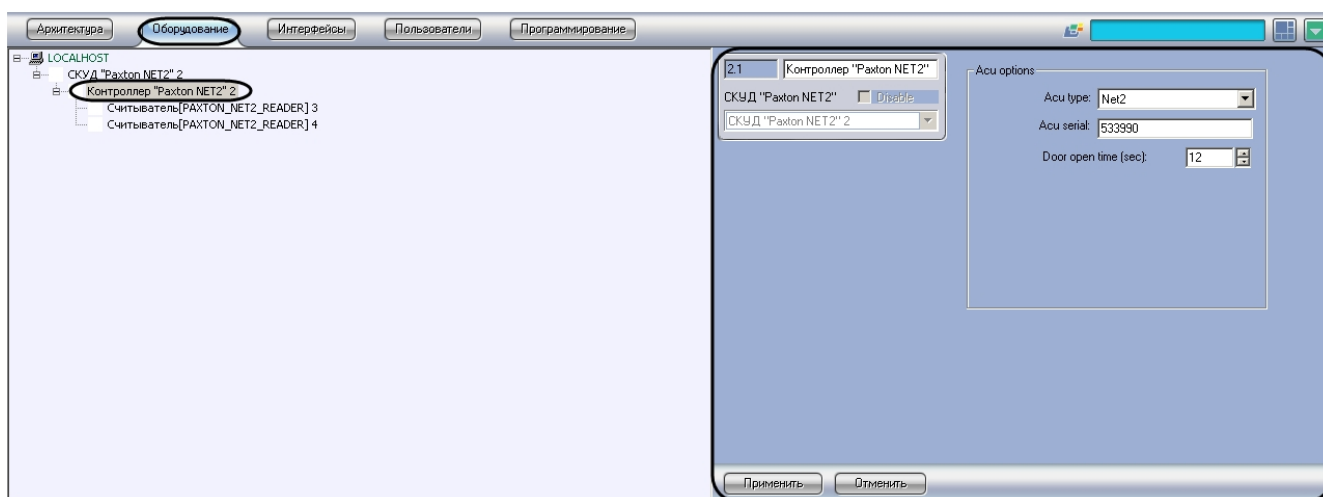 Архитектура Оборудование Интерфейсы Пользователи Программирование
LOCALHOST
СКУД "Paxton NET2" 2
Контроллер "Paxton NET2" 2
Считыватель[PAXTON_NET2_READER] 3
Считыватель[PAXTON_NET2_READER] 4
2.1 Контроллер "Paxton NET2"
СКУД "Paxton NET2" Disable
СКУД "Paxton NET2" 2
Acu options
Acu type: Net2
Acu serial: 533990
Door open time (sec): 12
Применить Отменить